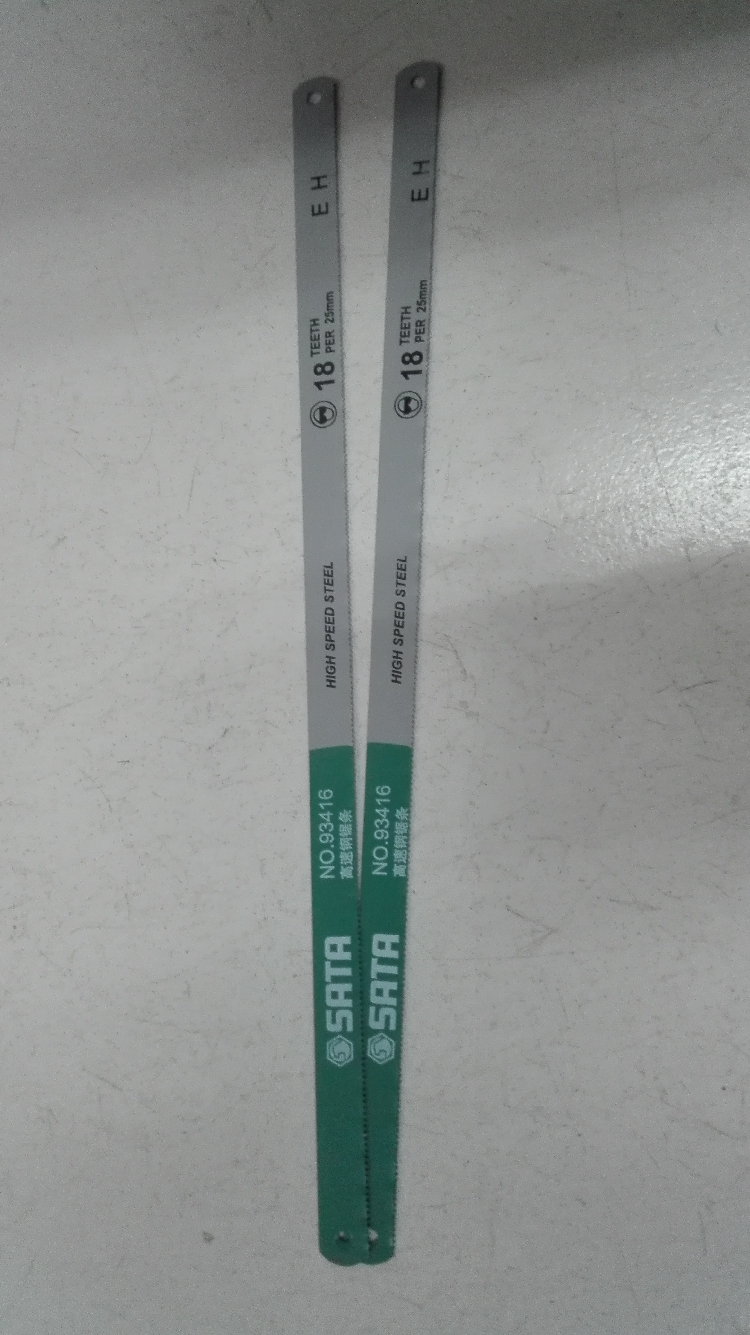 SATA
NO.93416
高速钢锯条
HIGH SPEED STEEL
18 TEETH
PER 25mm
E H
SATA
NO.93416
高速钢锯条
HIGH SPEED STEEL
18 TEETH
PER 25mm
E H